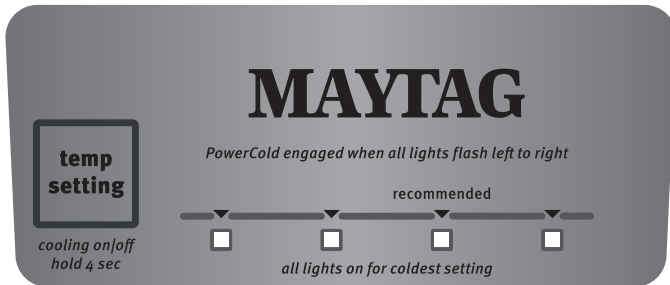 MAYTAG
PowerCold engaged when all lights flash left to right
temp
setting
recommended
cooling on/off
hold 4 sec
all lights on for coldest setting